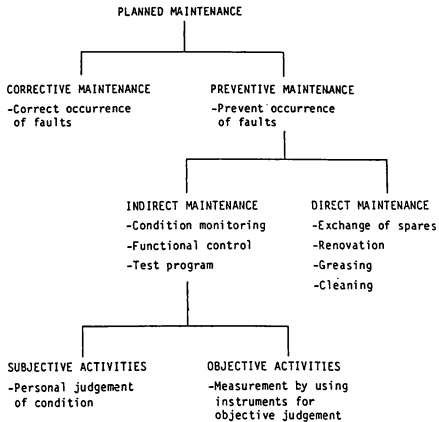 PLANNED MAINTENANCE
CORRECTIVE MAINTENANCE
-Correct occurrence
of faults
PREVENTIVE MAINTENANCE
-Prevent occurrence
of faults
INDIRECT MAINTENANCE
-Condition monitoring
-Functional control
-Test program
DIRECT MAINTENANCE
-Exchange of spares
-Renovation
-Greasing
-Cleaning
SUBJECTIVE ACTIVITIES
-Personal judgement
of condition
OBJECTIVE ACTIVITIES
-Measurement by using
instruments for
objective judgement